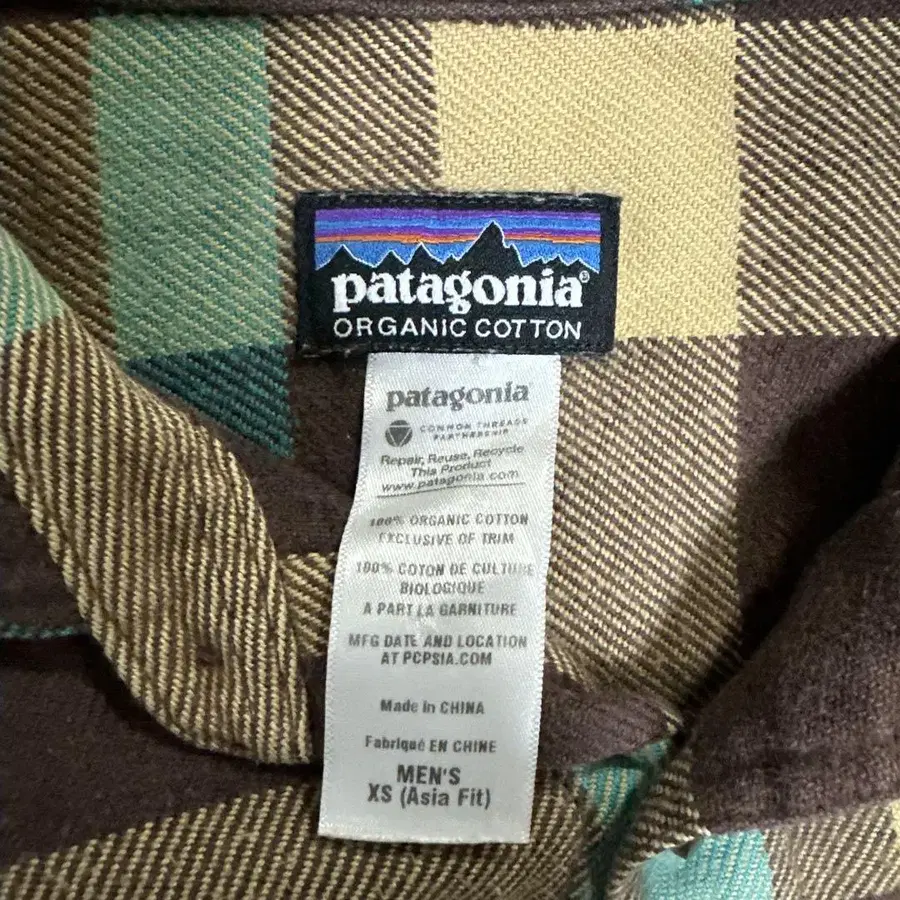 patagonia®
ORGANIC COTTON
patagonia®
COMMON THREADS
PARTNERSHIP
Repair, Reuse, Recycle
This Product
www.patagonia.com
100% ORGANIC COTTON
EXCLUSIVE OF TRIM
100% COTON DE CULTURE
BIOLOGIQUE
A PART LA GARNITURE
MFG DATE AND LOCATION
AT PCPSIA.COM
Made in CHINA
Fabriqué EN CHINE
MEN'S
XS (Asia Fit)